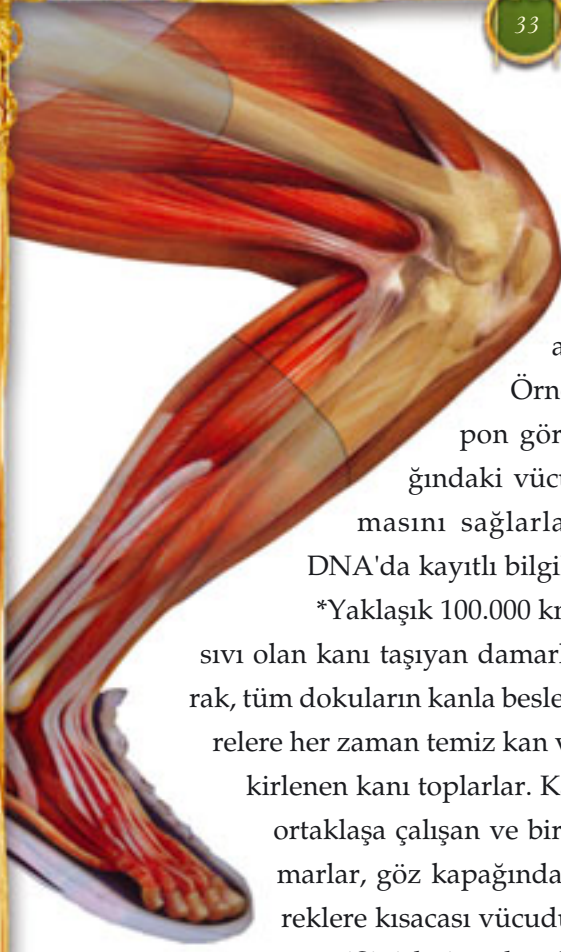 33
Örn
pon gör
ğındaki vücu
masını sağlarla
DNA'da kayıtlı bilgil
*Yaklaşık 100.000 km
sıvı olan kanı taşıyan damarl
rak, tüm dokuların kanla besle
relere her zaman temiz kan v
kirlenen kanı toplarlar. K
ortaklaşa çalışan ve bir
marlar, göz kapağında
reklere kısacası vücudu